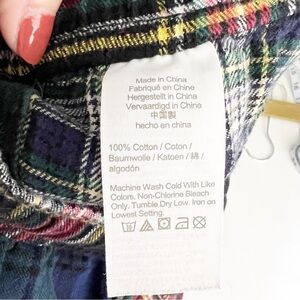 Made in China
Fabriqué en Chine
Hergestellt in China
Vervaardigd in China
中国製
hecho en china
100% Cotton / Coton /
Baumwolle / Katoen / 綿 /
algodón
Machine Wash Cold With Like
Colors, Non-Chlorine Bleach
Only. Tumble Dry Low. Iron on
Lowest Setting.